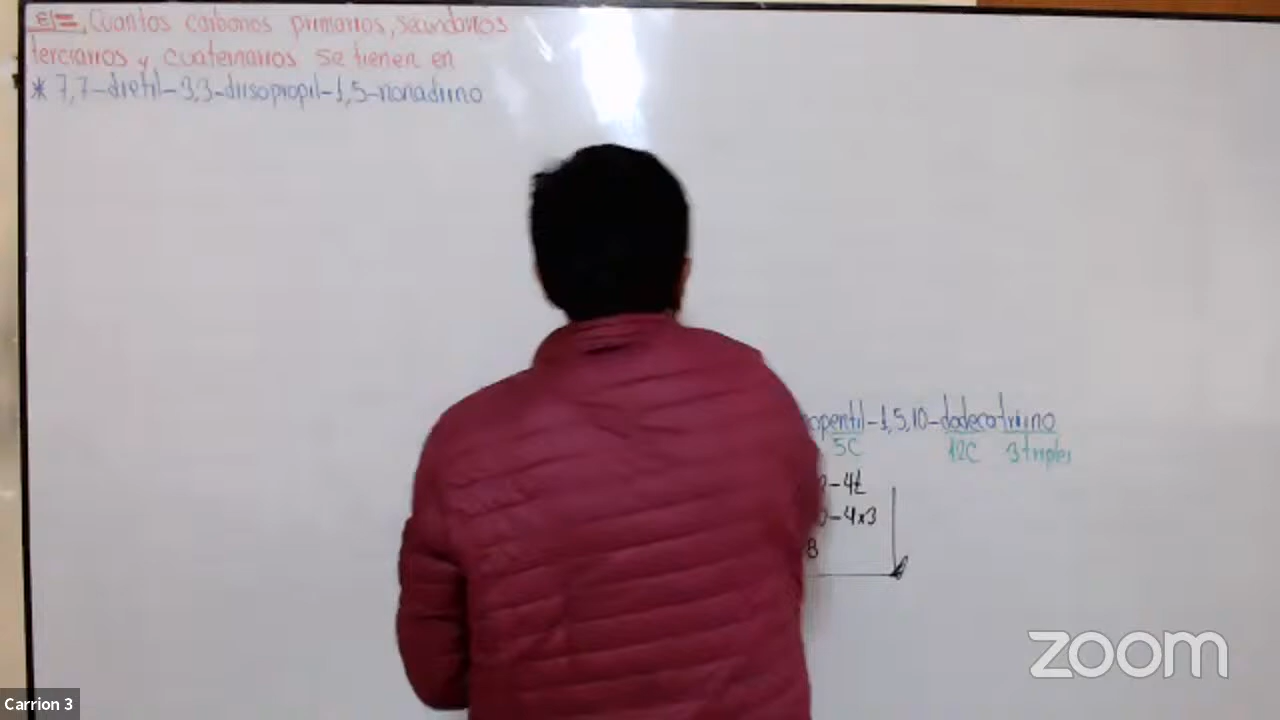 Ej=, Cuantos carbonos primarios, secundarios
terciarios y cuaternarios se tienen en
* 7,7-dietil-3,3-diisopropil-1,5-nonadiino
opentil-1,5,10-dodecatriino
5C 12C 3 triples
-4t
-4x3
8
zoom
Carrion 3